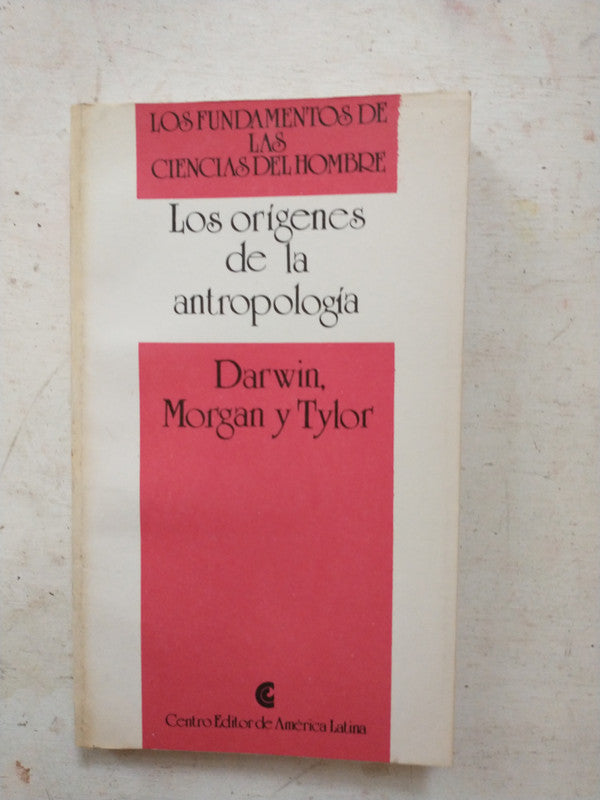 LOS FUNDAMENTOS DE
LAS
CIENCIAS DEL HOMBRE
Los orígenes
de la
antropología
Darwin,
Morgan y Tylor
Centro Editor de América Latina